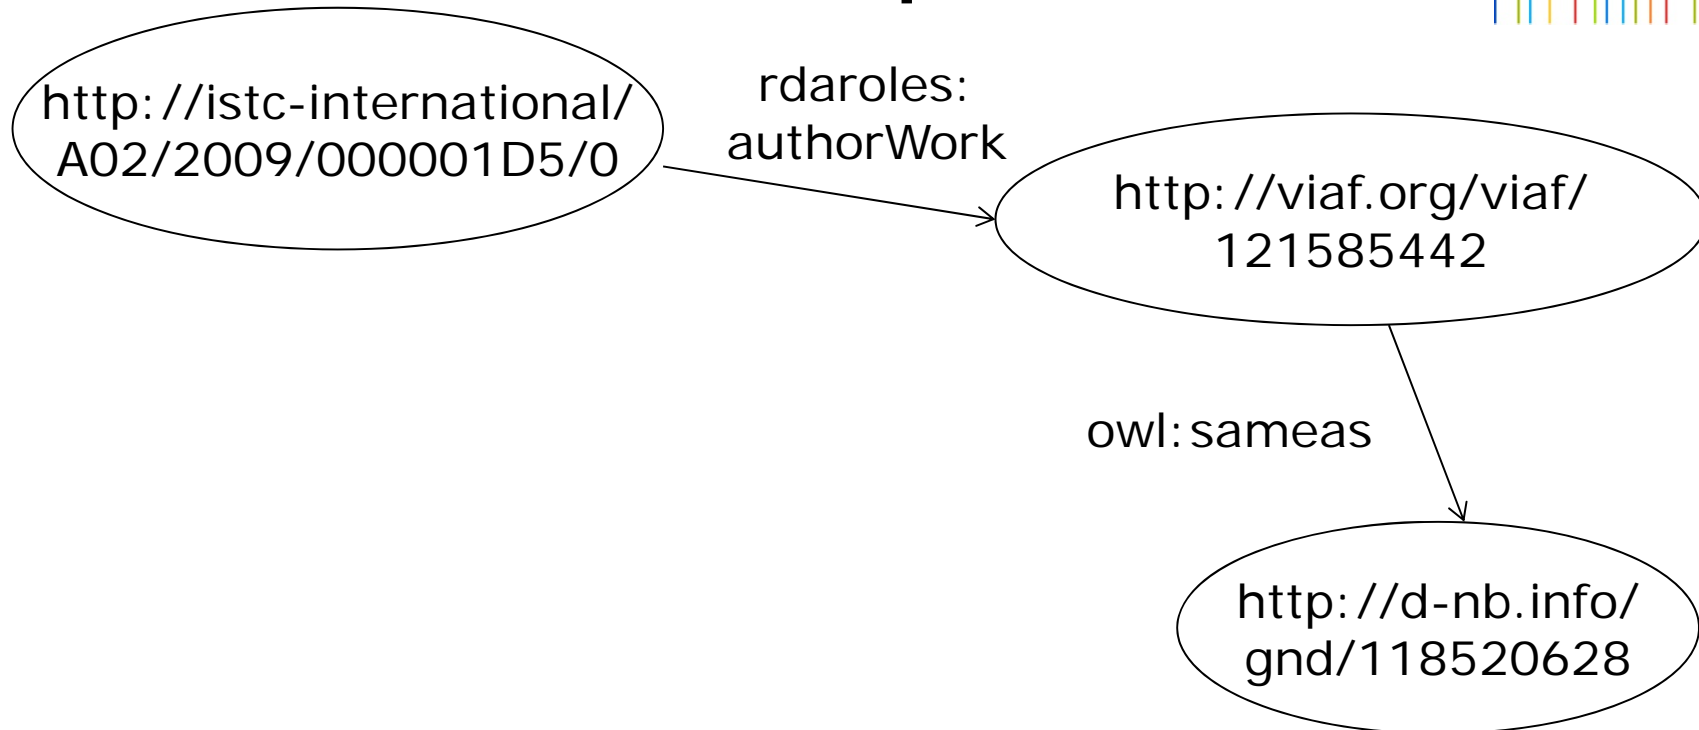 http://istc-international/
A02/2009/000001D5/0
rdaroles:
authorWork
http://viaf.org/viaf/
121585442
owl:sameas
http://d-nb.info/
gnd/118520628